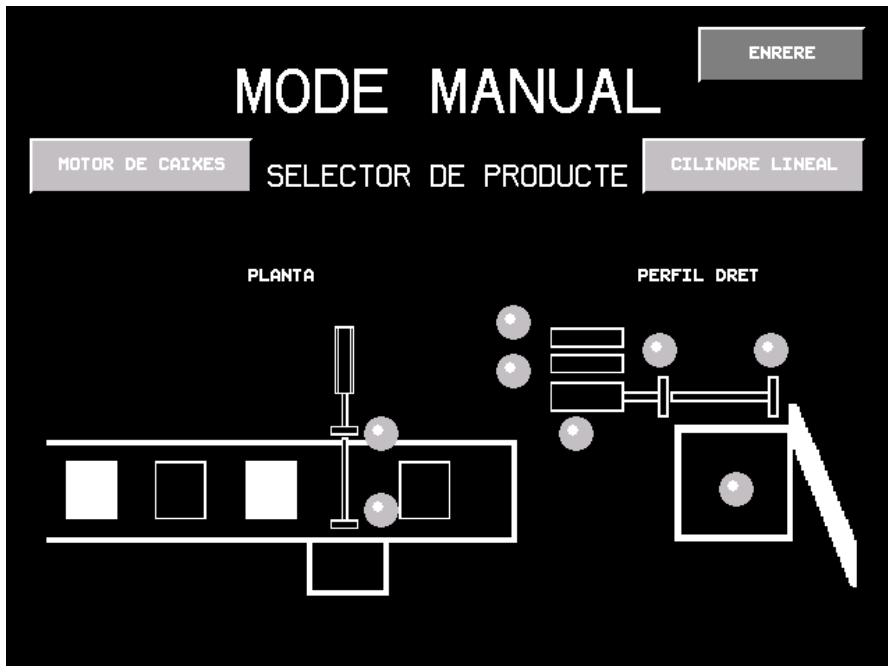 ENRERE
MODE MANUAL
MOTOR DE CAIXES
SELECTOR DE PRODUCTE
CILINDRE LINEAL
PLANTA
PERFIL DRET